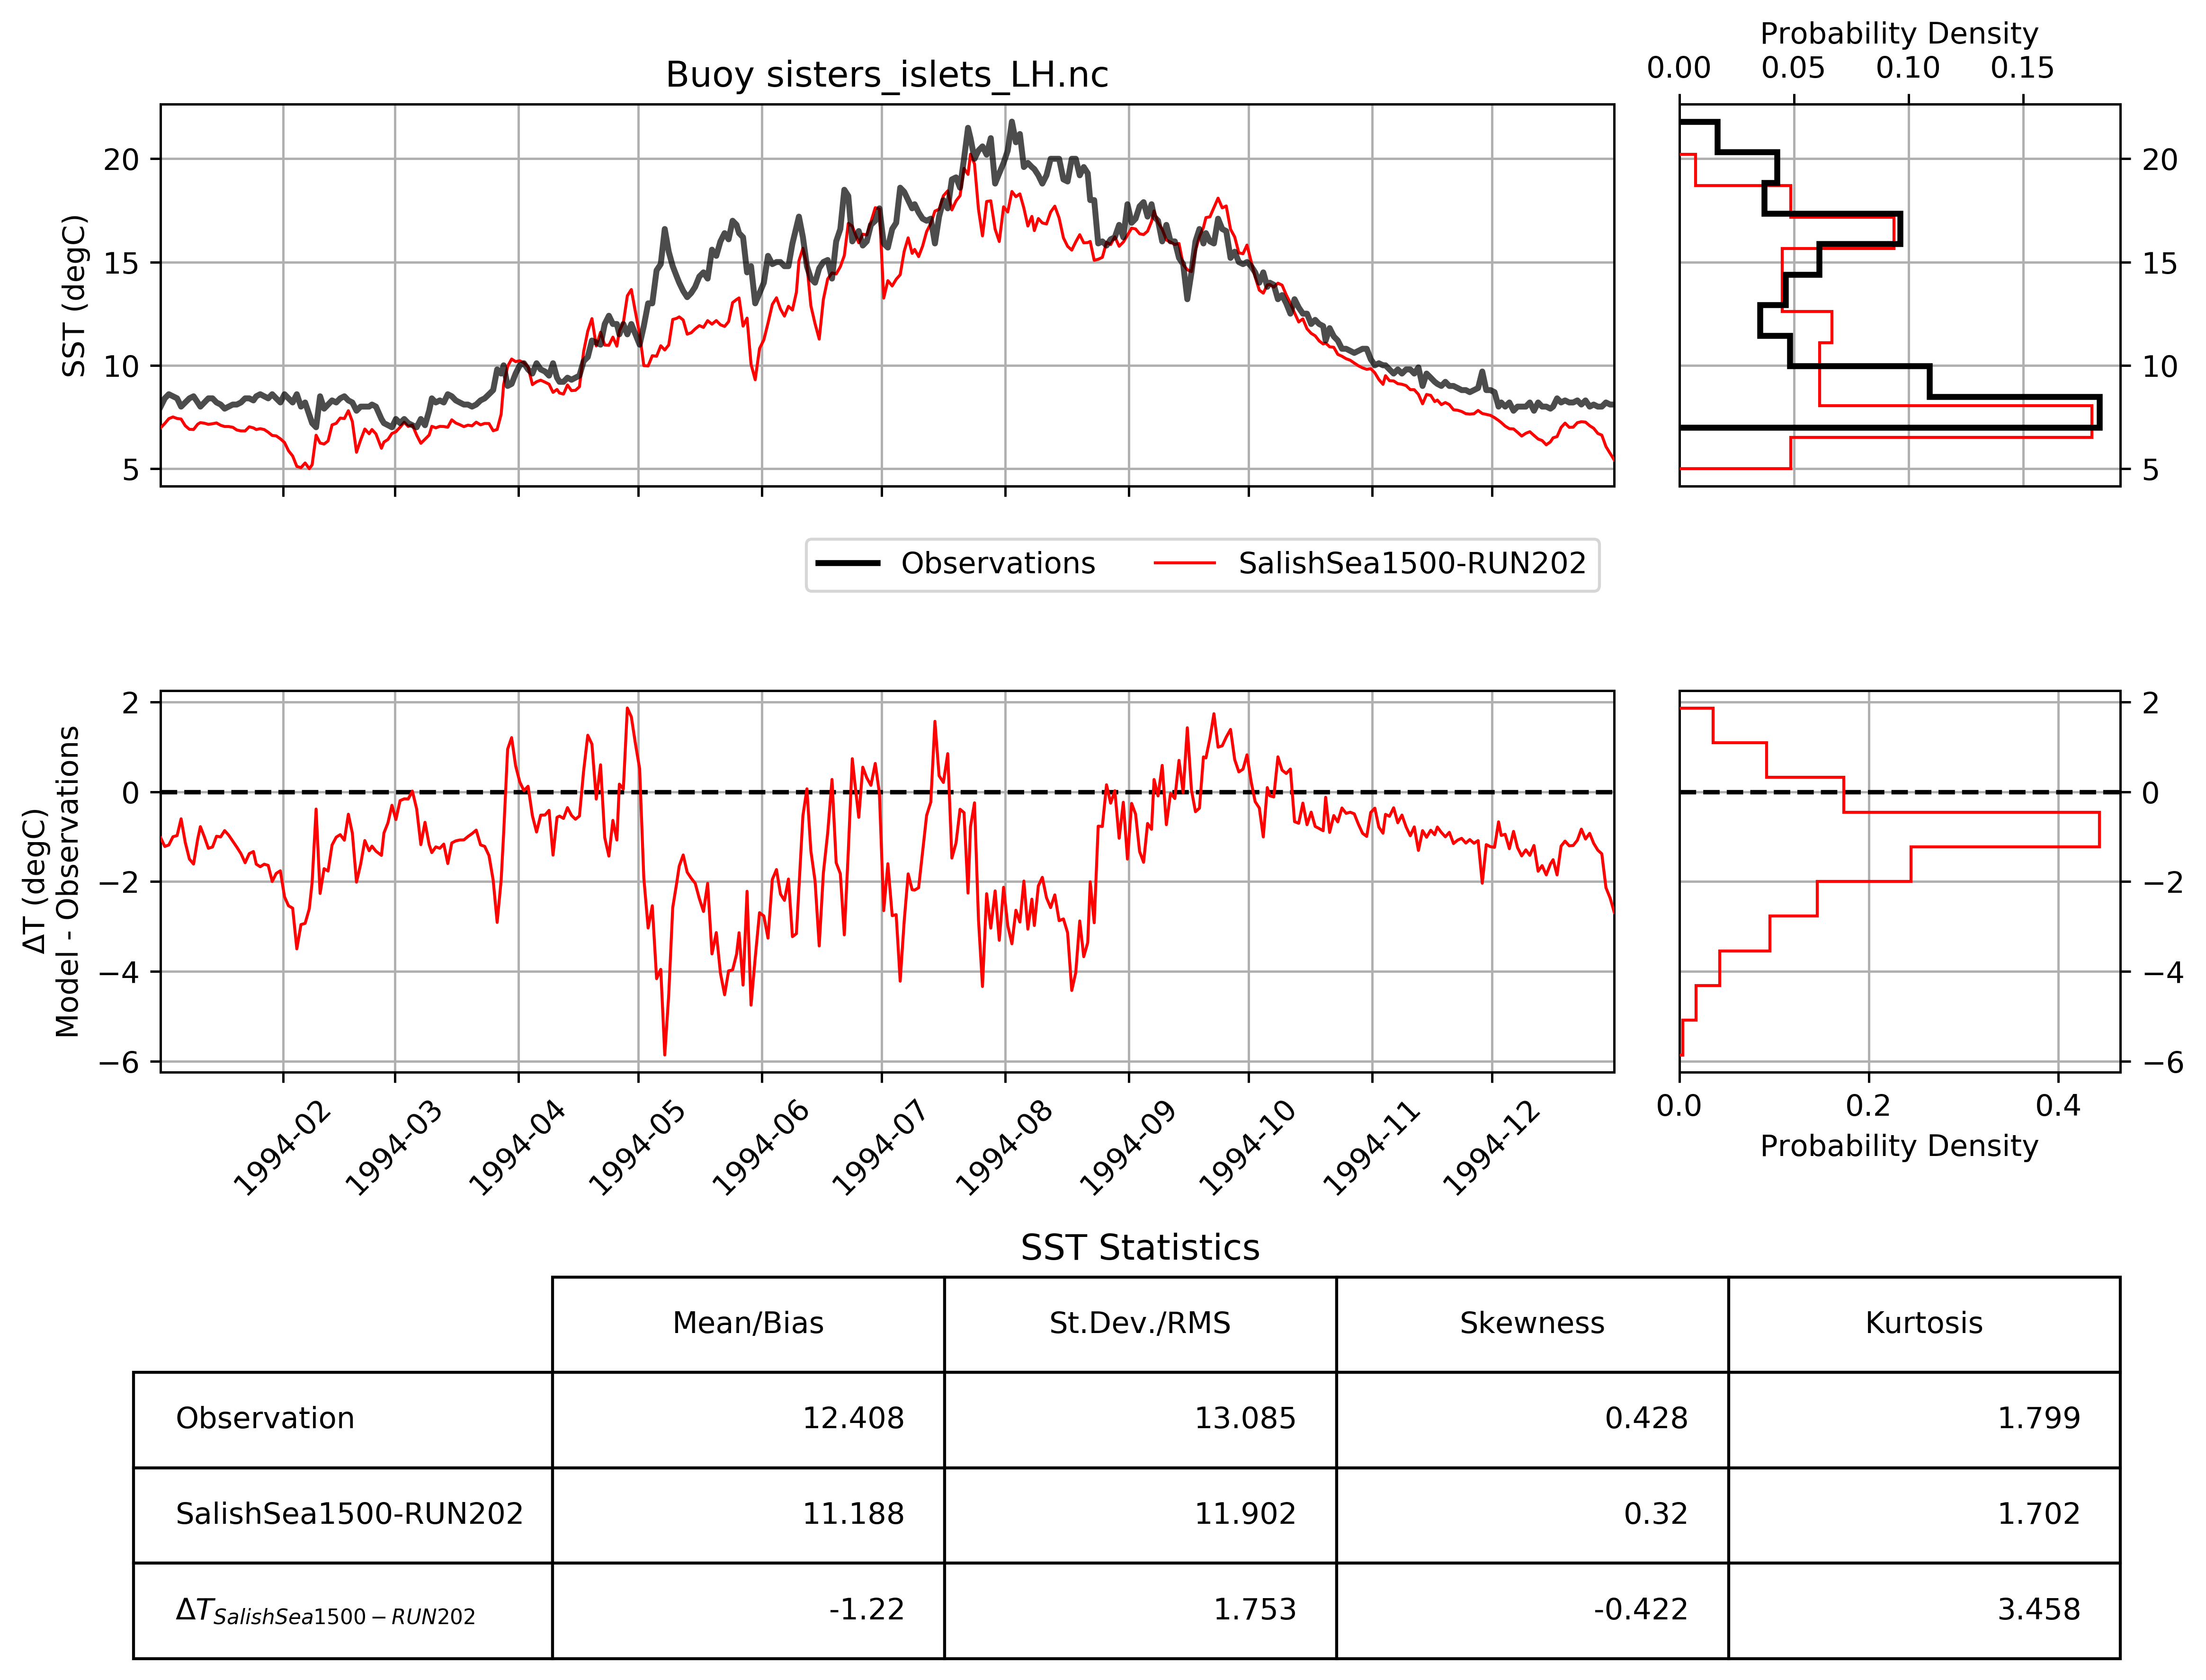 Probability Density
0.00 0.05 0.10 0.15
Buoy sisters_islets_LH.nc
SST (degC)
20
15
10
5
20
15
10
5
Observations SalishSea1500-RUN202
ΔT (degC)
Model - Observations
2
0
−2
−4
−6
2
0
−2
−4
−6
0.0 0.2 0.4
Probability Density
1994-02 1994-03 1994-04 1994-05 1994-06 1994-07 1994-08 1994-09 1994-10 1994-11 1994-12
SST Statistics
Mean/Bias St.Dev./RMS Skewness Kurtosis
Observation 12.408 13.085 0.428 1.799
SalishSea1500-RUN202 11.188 11.902 0.32 1.702
ΔT SalishSea1500−RUN202 -1.22 1.753 -0.422 3.458